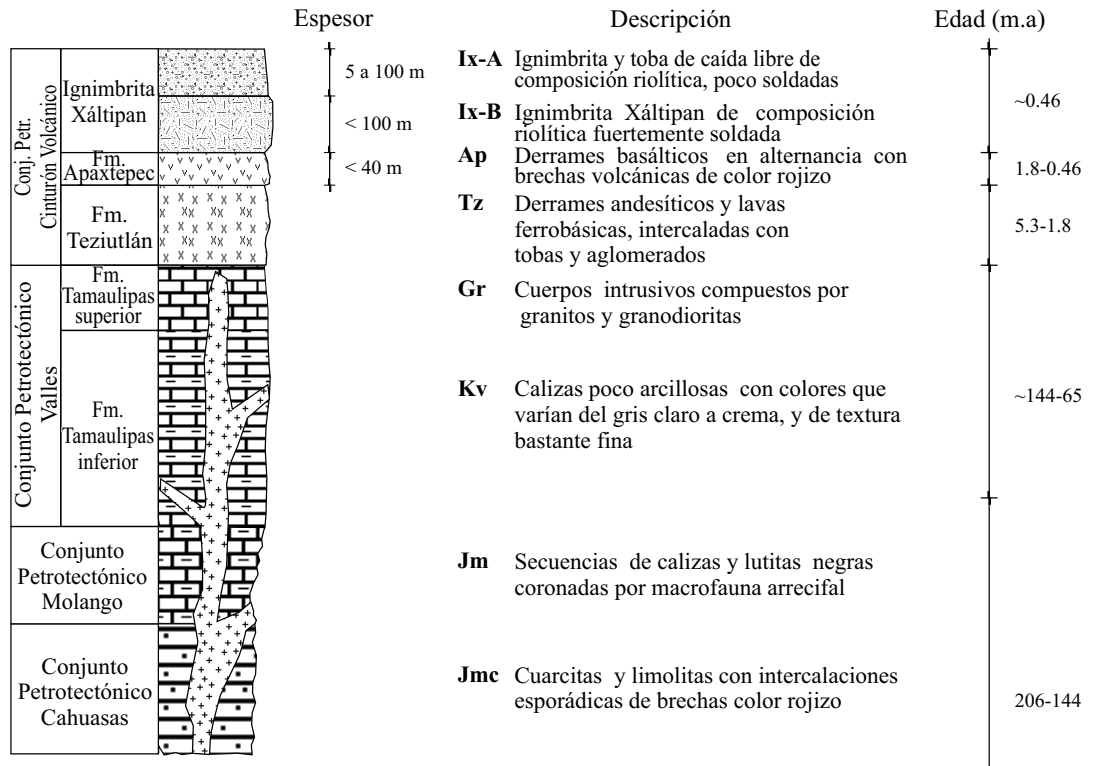 Espesor
Descripción
Edad (m.a)
Conj. Petr.
Cinturón Volcánico
Ignimbrita
Xáltipan
5 a 100 m
< 100 m
Ix-A Ignimbrita y toba de caída libre de
composición riolítica, poco soldadas
Ix-B Ignimbrita Xáltipan de composición
riolítica fuertemente soldada
~0.46
Fm.
Apaxtepec
< 40 m
Ap Derrames basálticos en alternancia con
brechas volcánicas de color rojizo
1.8-0.46
Fm.
Teziutlán
Tz Derrames andesíticos y lavas
ferrobásicas, intercaladas con
tobas y aglomerados
5.3-1.8
Conjunto Petrotectónico
Valles
Fm.
Tamaulipas
superior
Gr Cuerpos intrusivos compuestos por
granitos y granodioritas
Fm.
Tamaulipas
inferior
Kv Calizas poco arcillosas con colores que
varían del gris claro a crema, y de textura
bastante fina
~144-65
Conjunto
Petrotectónico
Molango
Jm Secuencias de calizas y lutitas negras
coronadas por macrofauna arrecifal
Conjunto
Petrotectónico
Cahuasas
Jmc Cuarcitas y limolitas con intercalaciones
esporádicas de brechas color rojizo
206-144